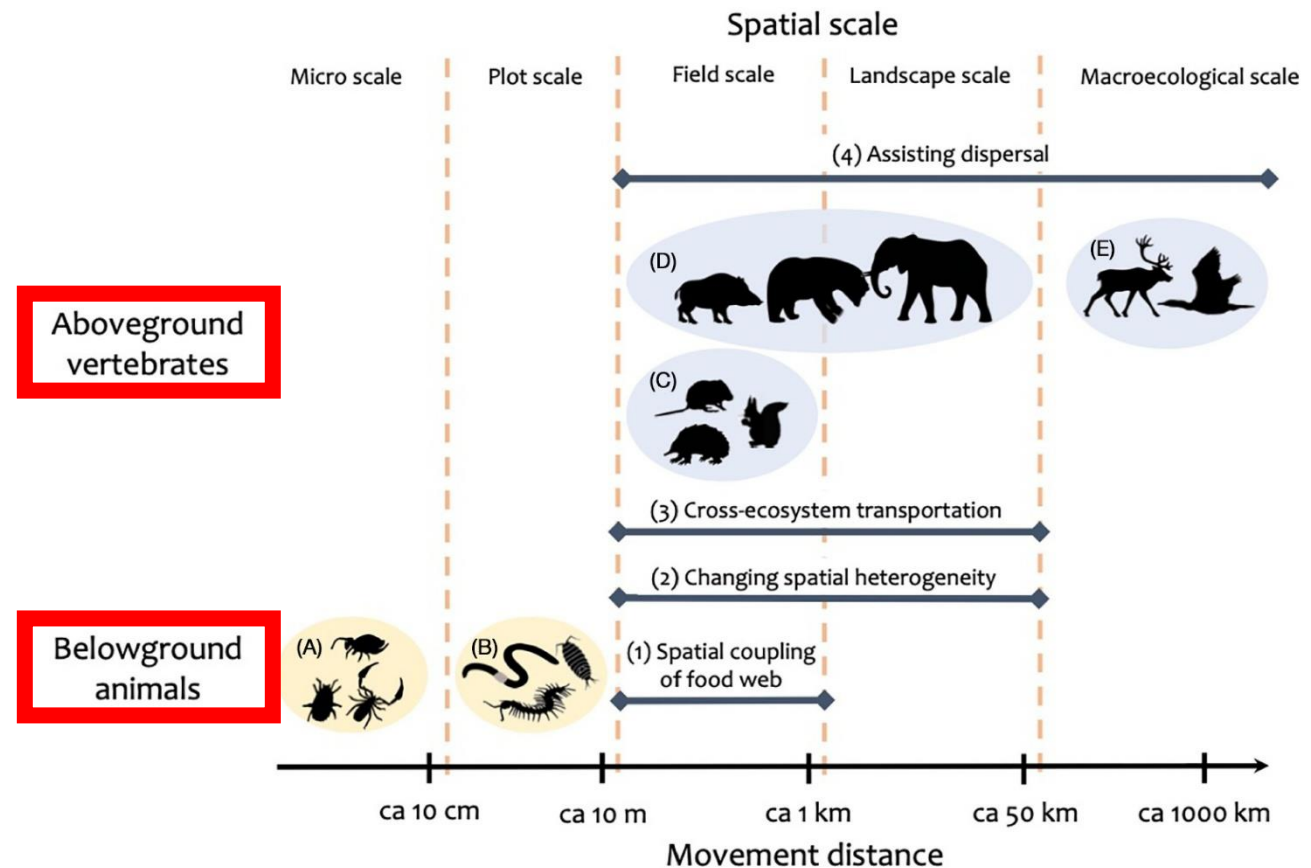 Spatial scale
Micro scale
Plot scale
Field scale
Landscape scale
Macroecological scale
(4) Assisting dispersal
Aboveground
vertebrates
(D)
(E)
(C)
(3) Cross-ecosystem transportation
(2) Changing spatial heterogeneity
Belowground
animals
(A)
(B)
(1) Spatial coupling
of food web
ca 10 cm
ca 10 m
ca 1 km
ca 50 km
ca 1000 km
Movement distance